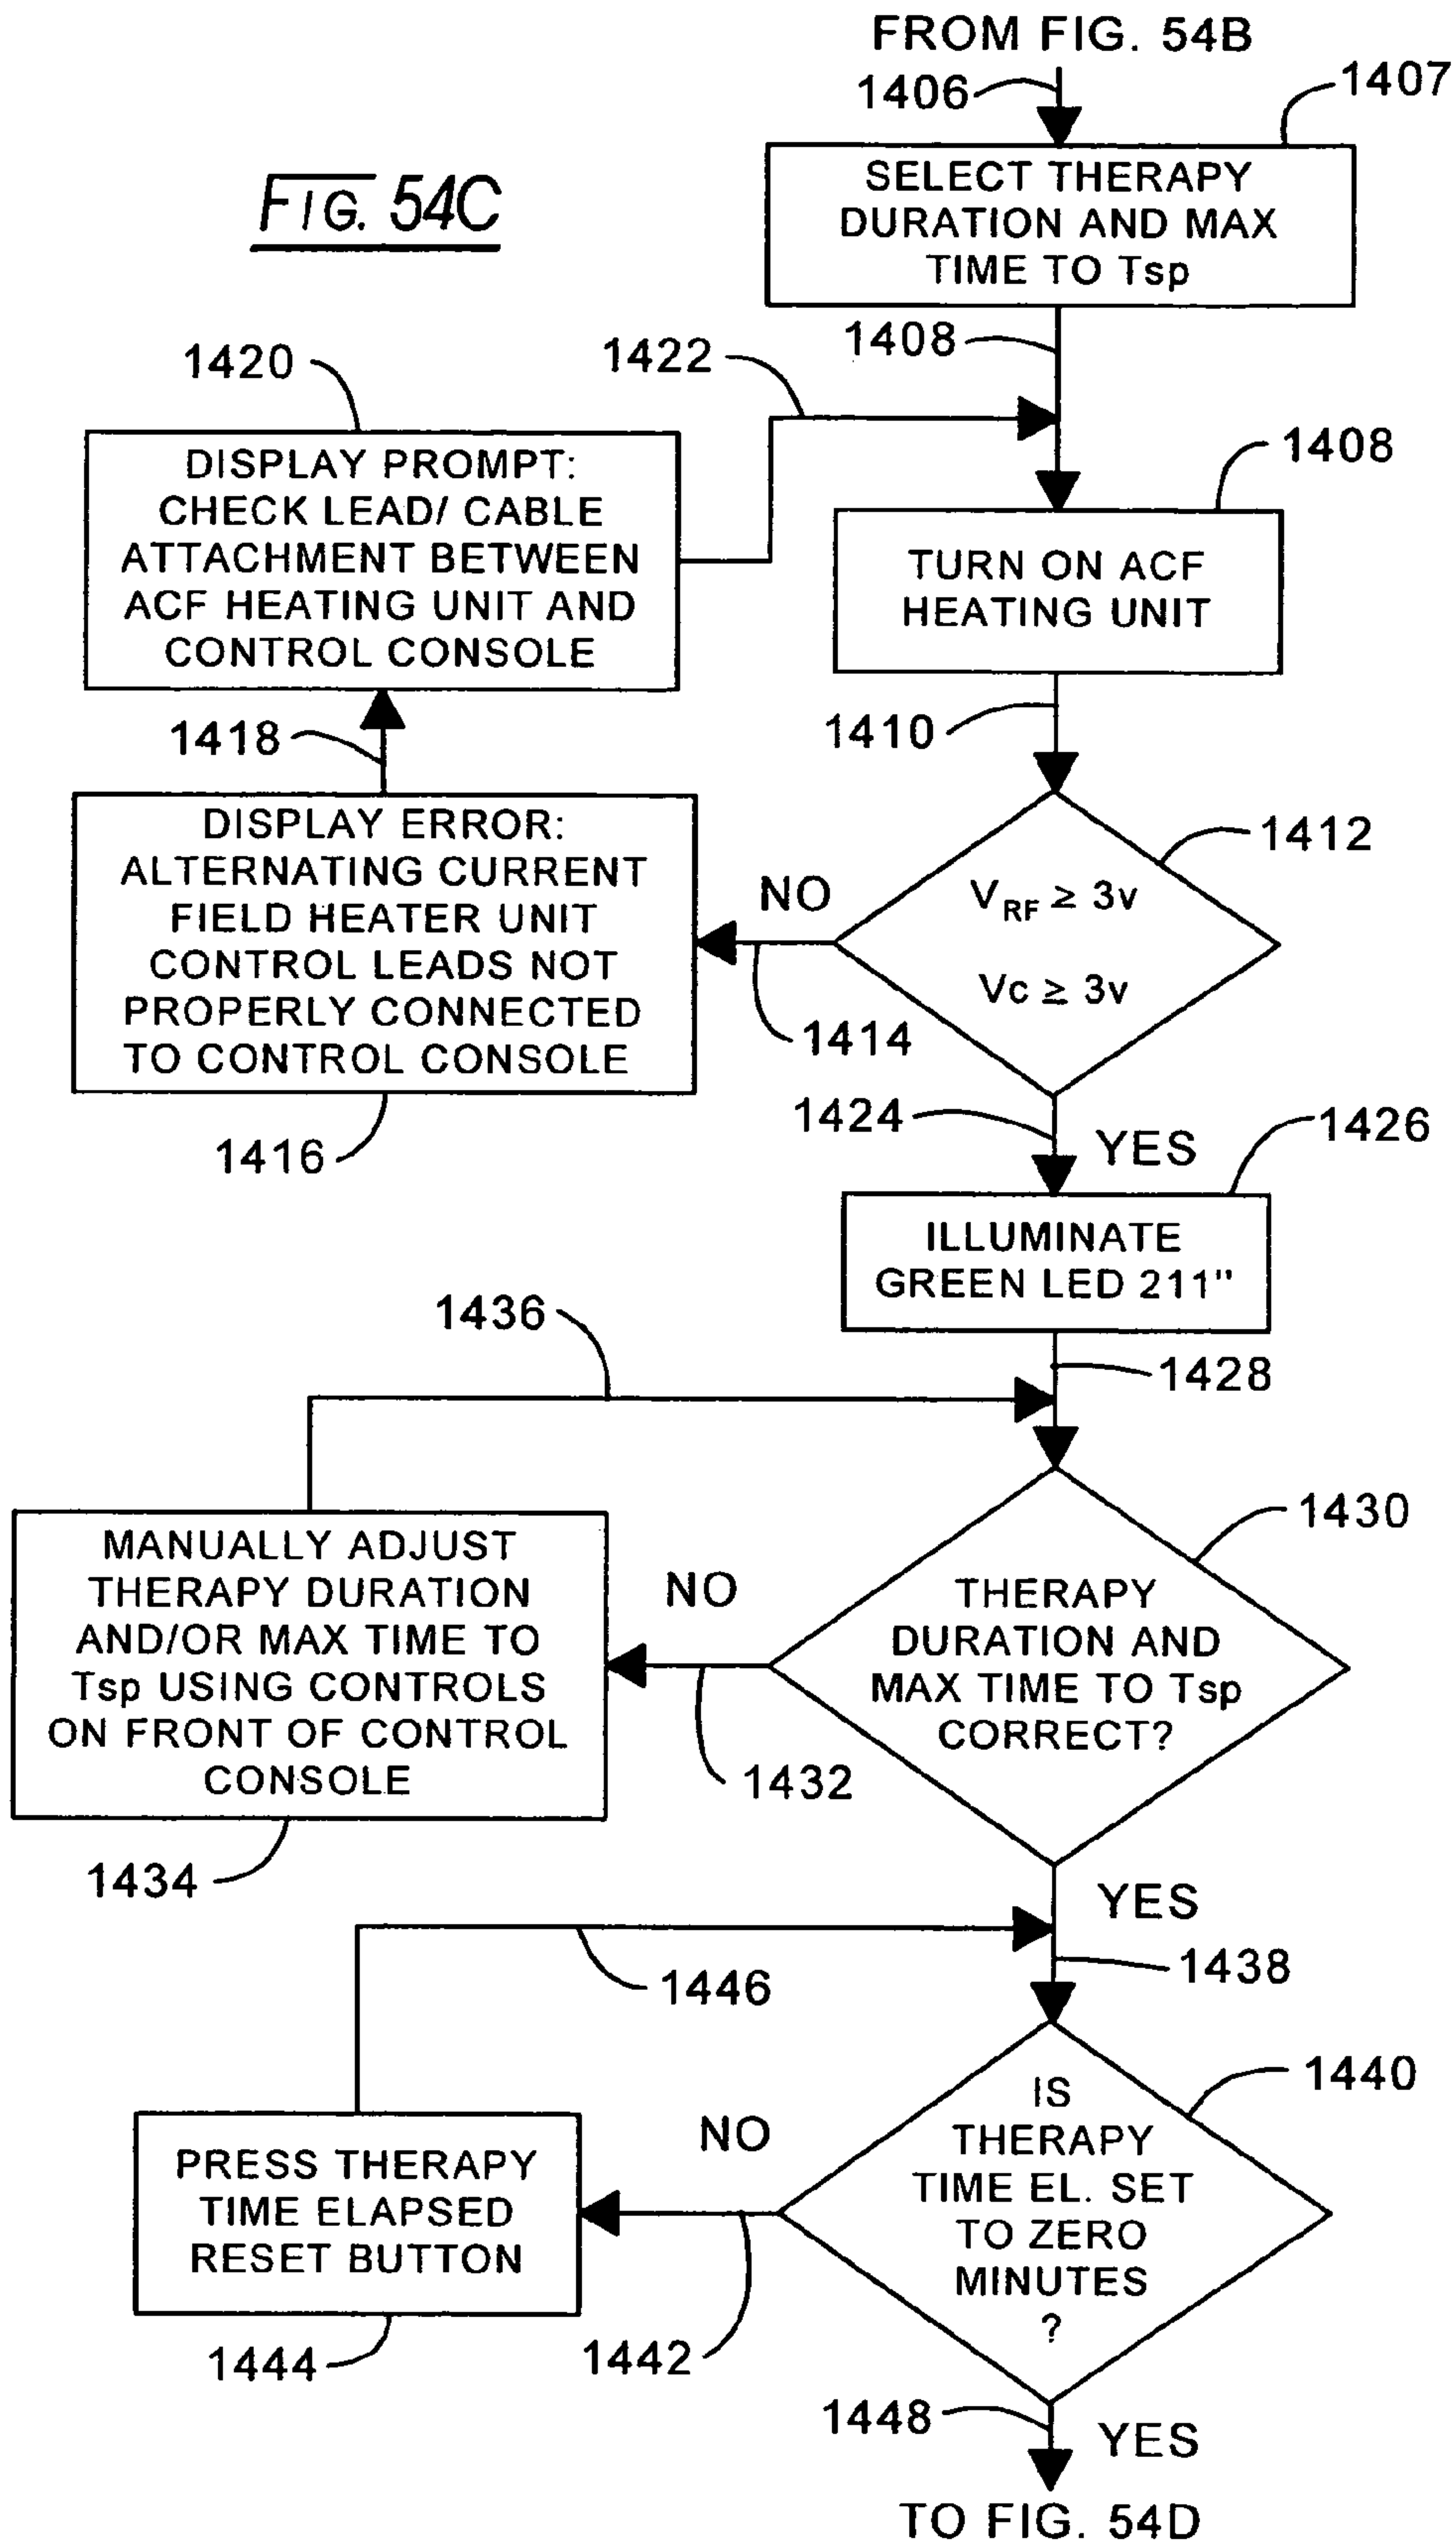 FROM FIG. 54B
1406
1407
FIG. 54C
SELECT THERAPY
DURATION AND MAX
TIME TO Tsp
1408
1422
1420
1408
DISPLAY PROMPT:
CHECK LEAD/ CABLE
ATTACHMENT BETWEEN
ACF HEATING UNIT AND
CONTROL CONSOLE
TURN ON ACF
HEATING UNIT
1410
1418
DISPLAY ERROR:
ALTERNATING CURRENT
FIELD HEATER UNIT
CONTROL LEADS NOT
PROPERLY CONNECTED
TO CONTROL CONSOLE
1412
NO
VRF ≥ 3v
Vc ≥ 3v
1414
1416
1424
YES
1426
ILLUMINATE
GREEN LED 211"
1436
1428
1430
MANUALLY ADJUST
THERAPY DURATION
AND/OR MAX TIME TO
Tsp USING CONTROLS
ON FRONT OF CONTROL
CONSOLE
NO
THERAPY
DURATION AND
MAX TIME TO Tsp
CORRECT?
1432
1434
YES
1438
1446
1440
IS
THERAPY
TIME EL. SET
TO ZERO
MINUTES
?
NO
PRESS THERAPY
TIME ELAPSED
RESET BUTTON
1442
1444
1448
YES
TO FIG. 54D